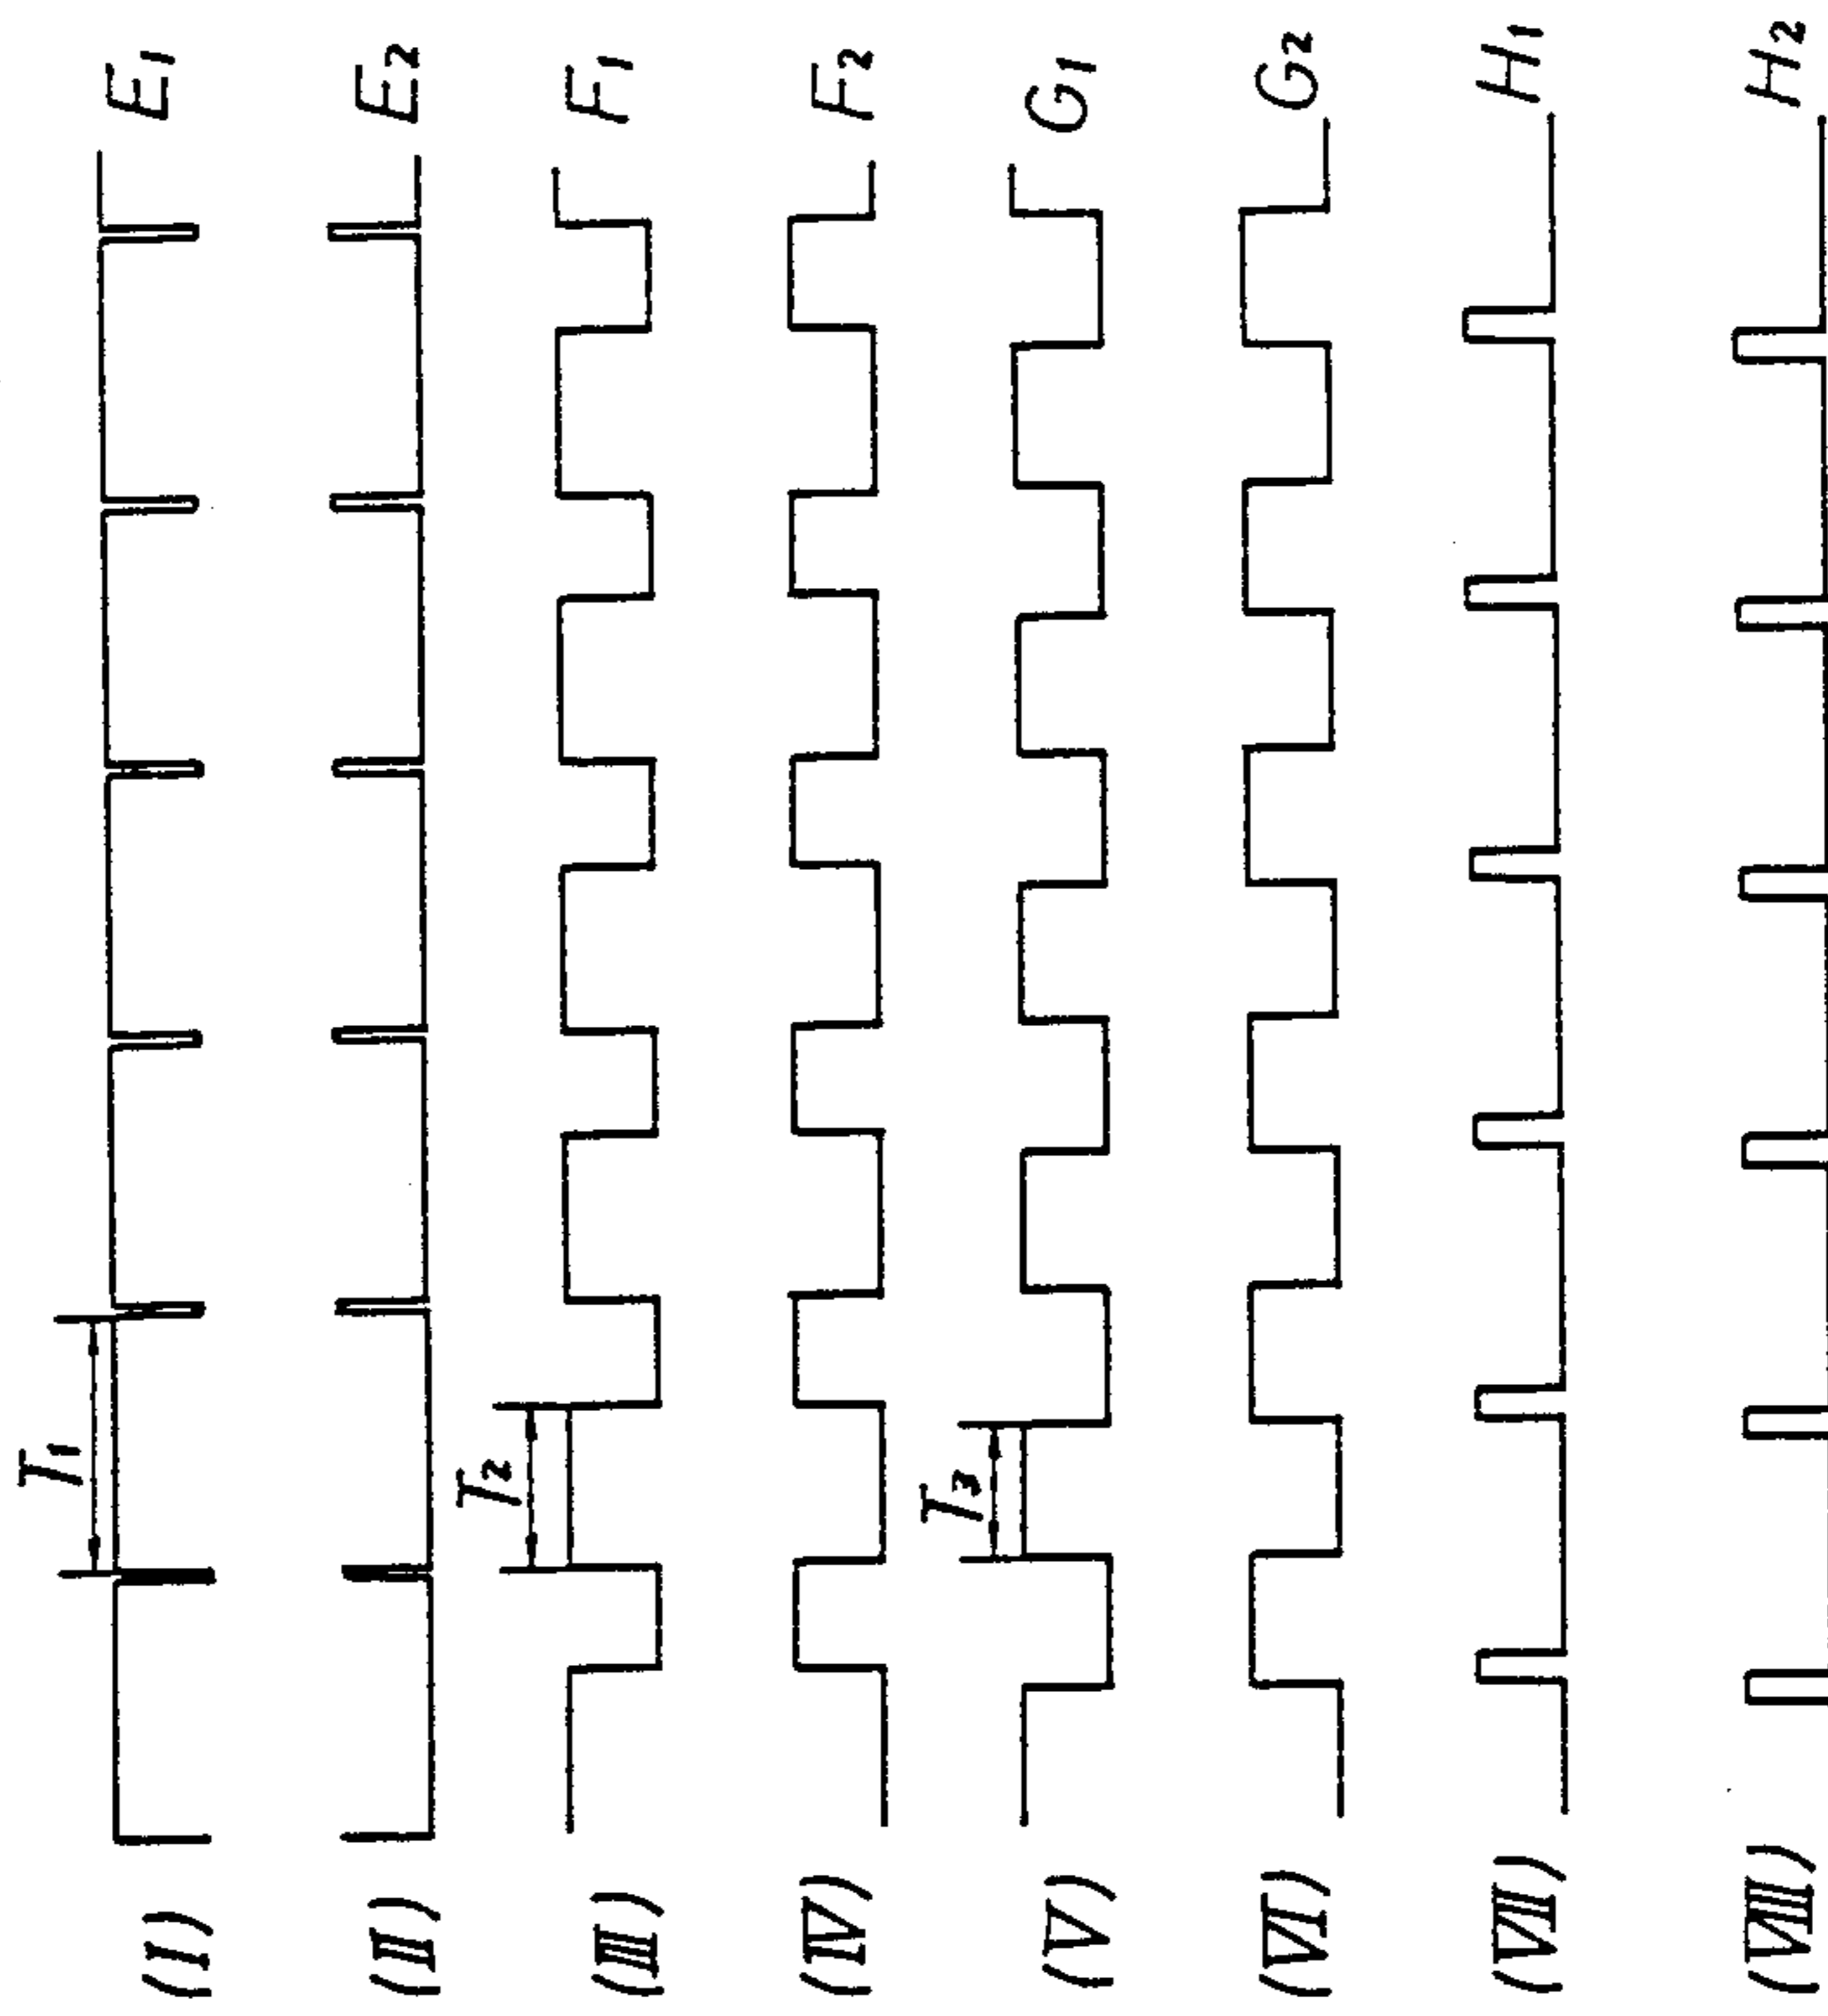 (I) E1
(II) E2
(III) F1
(IV) F2
(V) G1
(VI) G2
(VII) H1
(VIII) H2
T1
T2
T3